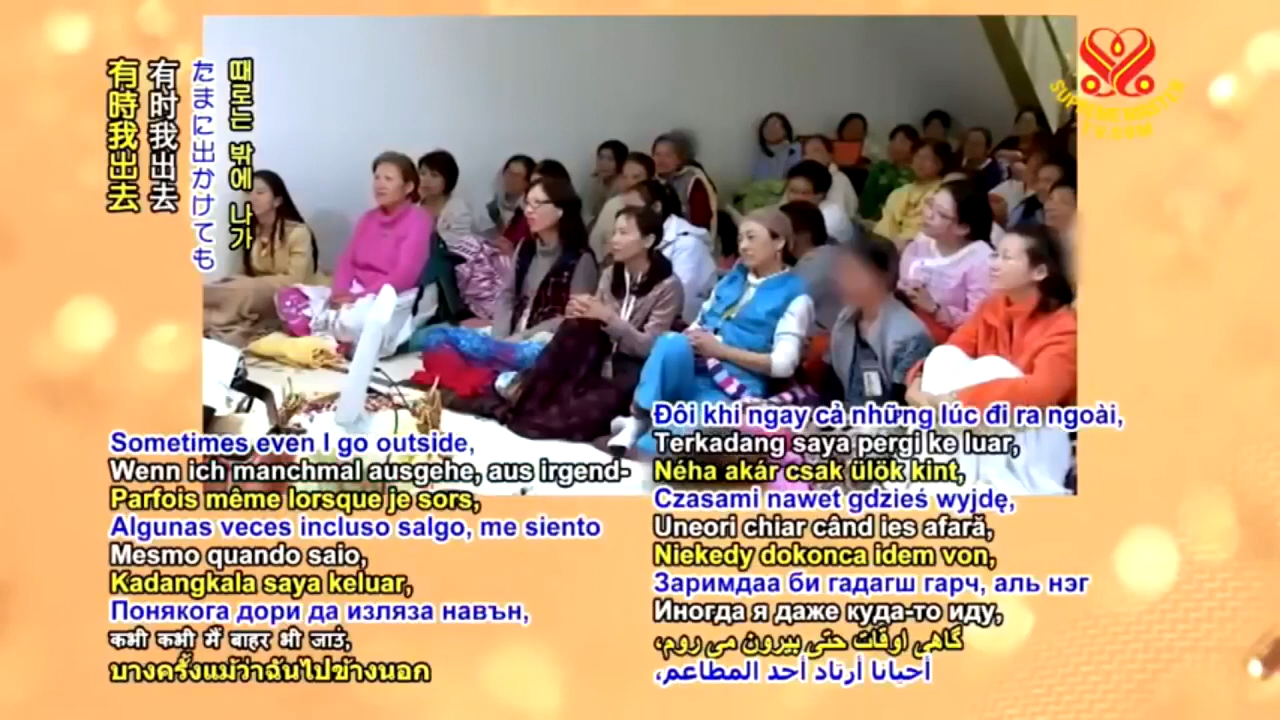 有時我出去
有时我出去
たまに出かけても
때로는 밖에 나가
SUPREME MASTER
TV.COM
Sometimes even I go outside,
Wenn ich manchmal ausgehe, aus irgend-
Parfois même lorsque je sors,
Algunas veces incluso salgo, me siento
Mesmo quando saio,
Kadangkala saya keluar,
Понякога дори да изляза навън,
कभी कभी मैं बाहर भी जाउं,
บางครั้งแม้ว่าฉันไปข้างนอก
Đôi khi ngay cả những lúc đi ra ngoài,
Terkadang saya pergi ke luar,
Néha akár csak ülök kint,
Czasami nawet gdzieś wyjdę,
Uneori chiar când ies afară,
Niekedy dokonca idem von,
Заримдаа би гадагш гарч, аль нэг
Иногда я даже куда-то иду,
گاهی اوقات حتی بیرون می روم،
أحيانا أرتاد أحد المطاعم،